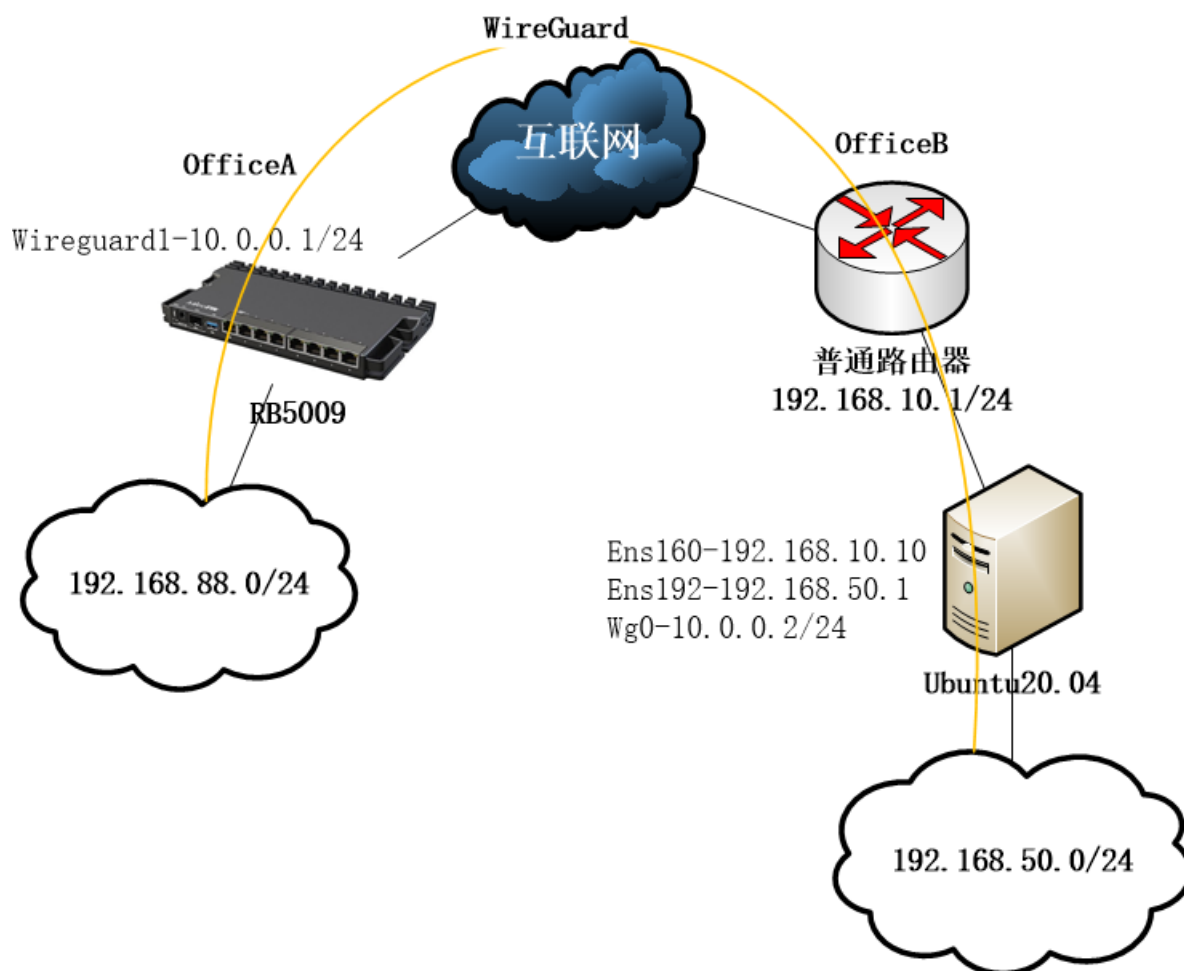 WireGuard
互联网
OfficeA
OfficeB
Wireguard1-10.0.0.1/24
RB5009
普通路由器
192.168.10.1/24
192.168.88.0/24
Ens160-192.168.10.10
Ens192-192.168.50.1
Wg0-10.0.0.2/24
Ubuntu20.04
192.168.50.0/24